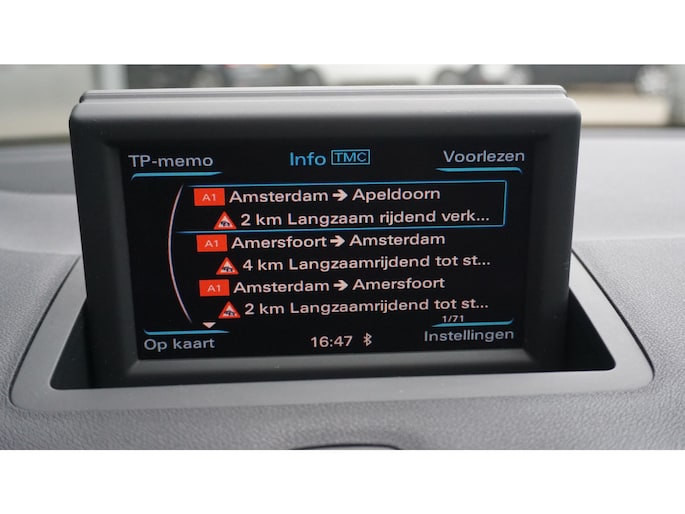 TP-memo Info TMC Voorlezen
A1 Amsterdam → Apeldoorn
2 km Langzaam rijdend verk...
A1 Amersfoort → Amsterdam
4 km Langzaamrijdend tot st...
A1 Amsterdam → Amersfoort
2 km Langzaamrijdend tot st...
1/71
Op kaart 16:47 Instellingen